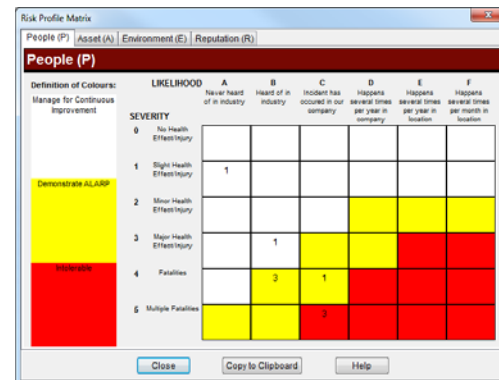 Risk Profile Matrix
People (P) Asset (A) Environment (E) Reputation (R)
People (P)
Definition of Colours:
Manage for Continuous
Improvement
Demonstrate ALARP
Intolerable
LIKELIHOOD
SEVERITY
A
Never heard
of in industry
B
Heard of in
industry
C
Incident has
occured in our
company
D
Happens
several times
per year in
company
E
Happens
several times
per year in
location
F
Happens
several times
per month in
location
0 No Health
Effect/Injury
1 Slight Health
Effect/Injury
1
2 Minor Health
Effect/Injury
3 Major Health
Effect/Injury
1
4 Fatalities
3 1
5 Multiple Fatalities
3
Close Copy to Clipboard Help